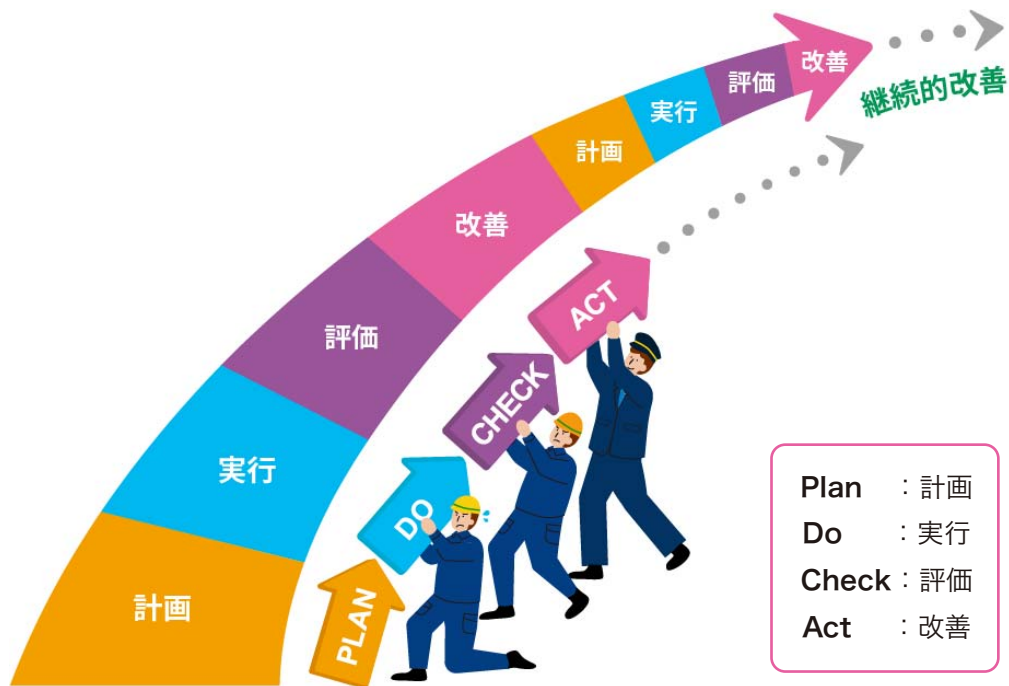 改善
評価
実行
計画
改善
評価
実行
計画
継続的改善
ACT
CHECK
DO
PLAN
Plan：計画
Do：実行
Check：評価
Act：改善